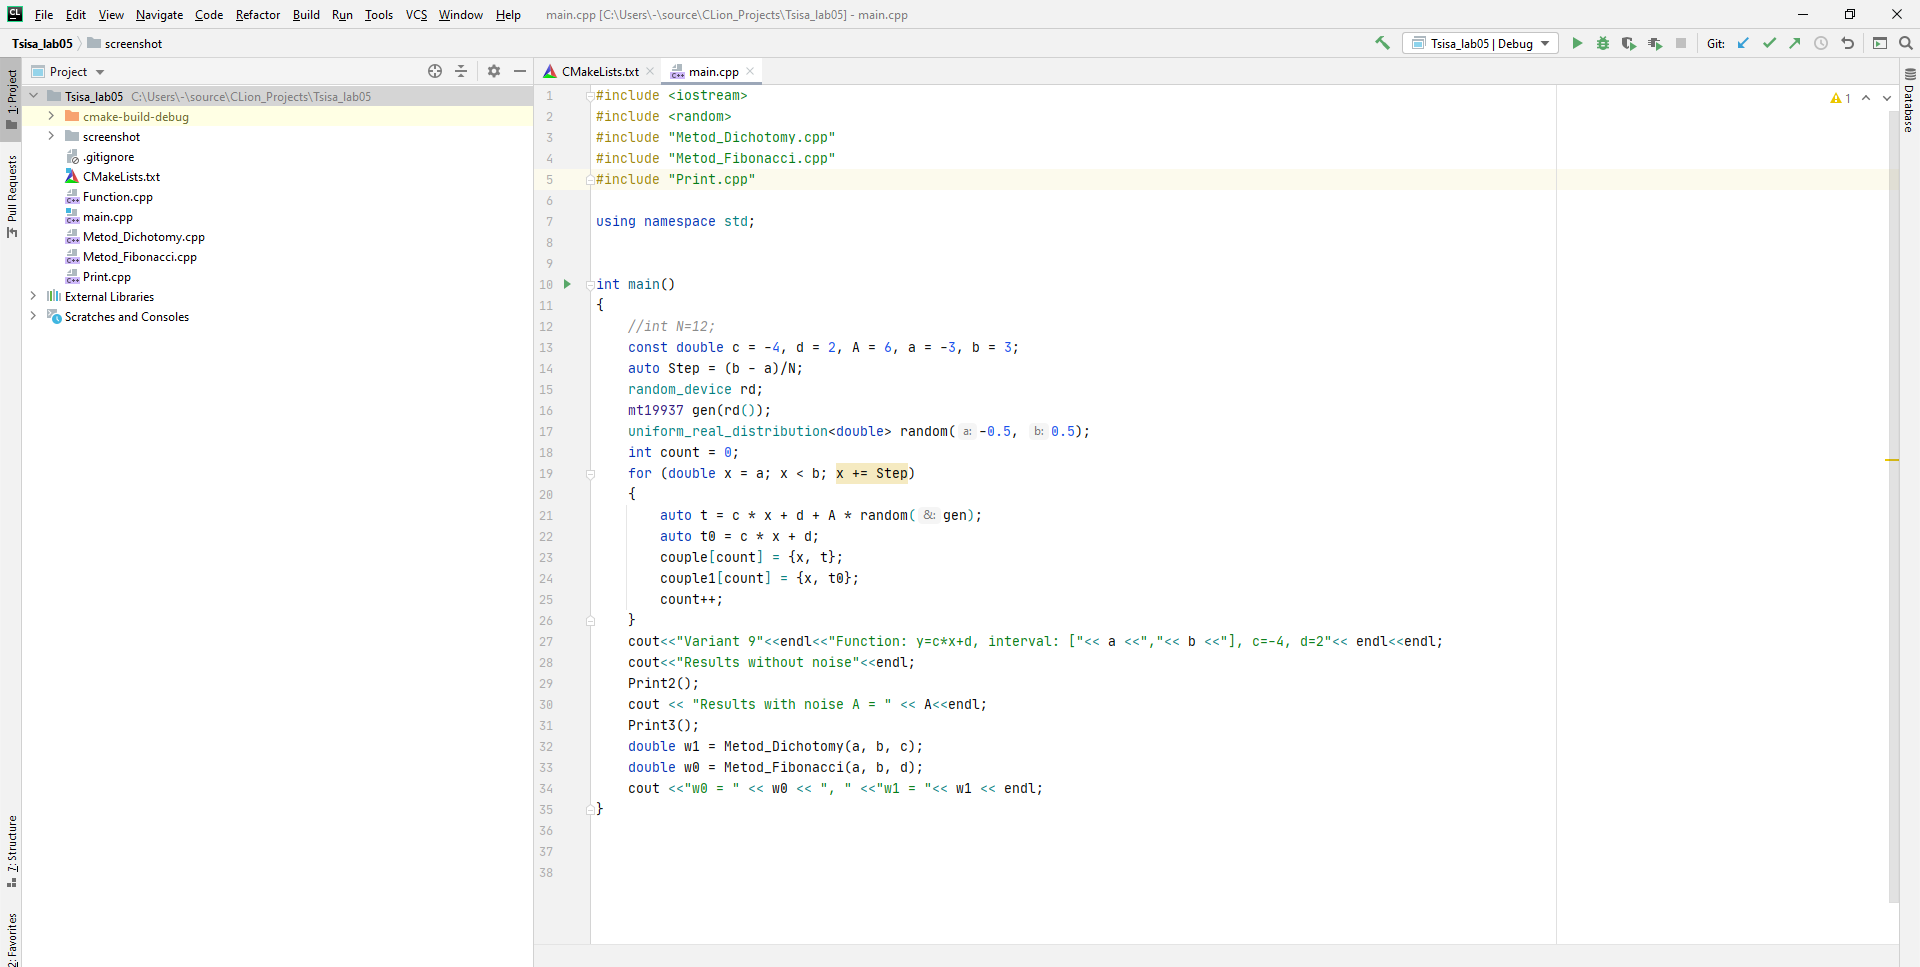 CL File Edit View Navigate Code Refactor Build Run Tools VCS Window Help main.cpp [C:\Users\-\source\CLion_Projects\Tsisa_lab05] - main.cpp
Tsisa_lab05 screenshot Tsisa_lab05 | Debug Git:
1: Project
Pull Requests
7: Structure
2: Favorites
Project
Tsisa_lab05 C:\Users\-\source\CLion_Projects\Tsisa_lab05
cmake-build-debug
screenshot
.gitignore
CMakeLists.txt
Function.cpp
main.cpp
Metod_Dichotomy.cpp
Metod_Fibonacci.cpp
Print.cpp
External Libraries
Scratches and Consoles
CMakeLists.txt main.cpp
1 #include <iostream>
2 #include <random>
3 #include "Metod_Dichotomy.cpp"
4 #include "Metod_Fibonacci.cpp"
5 #include "Print.cpp"
6
7 using namespace std;
8
9
10 int main()
11 {
12 //int N=12;
13 const double c = -4, d = 2, A = 6, a = -3, b = 3;
14 auto Step = (b - a)/N;
15 random_device rd;
16 mt19937 gen(rd());
17 uniform_real_distribution<double> random( a: -0.5, b: 0.5);
18 int count = 0;
19 for (double x = a; x < b; x += Step)
20 {
21 auto t = c * x + d + A * random( &: gen);
22 auto t0 = c * x + d;
23 couple[count] = {x, t};
24 couple1[count] = {x, t0};
25 count++;
26 }
27 cout<<"Variant 9"<<endl<<"Function: y=c*x+d, interval: ["<< a <<","<< b <<"], c=-4, d=2"<< endl<<endl;
28 cout<<"Results without noise"<<endl;
29 Print2();
30 cout << "Results with noise A = " << A<<endl;
31 Print3();
32 double w1 = Metod_Dichotomy(a, b, c);
33 double w0 = Metod_Fibonacci(a, b, d);
34 cout <<"w0 = " << w0 << ", " <<"w1 = "<< w1 << endl;
35 }
36
37
38
1
Database